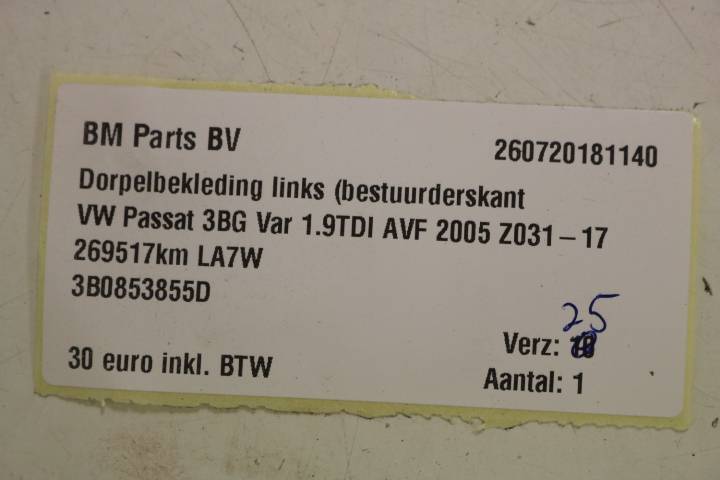 BM Parts BV 260720181140
Dorpelbekleding links (bestuurderskant
VW Passat 3BG Var 1.9TDI AVF 2005 Z031-17
269517km LA7W
3B0853855D
25
30 euro inkl. BTW Verz:
Aantal: 1